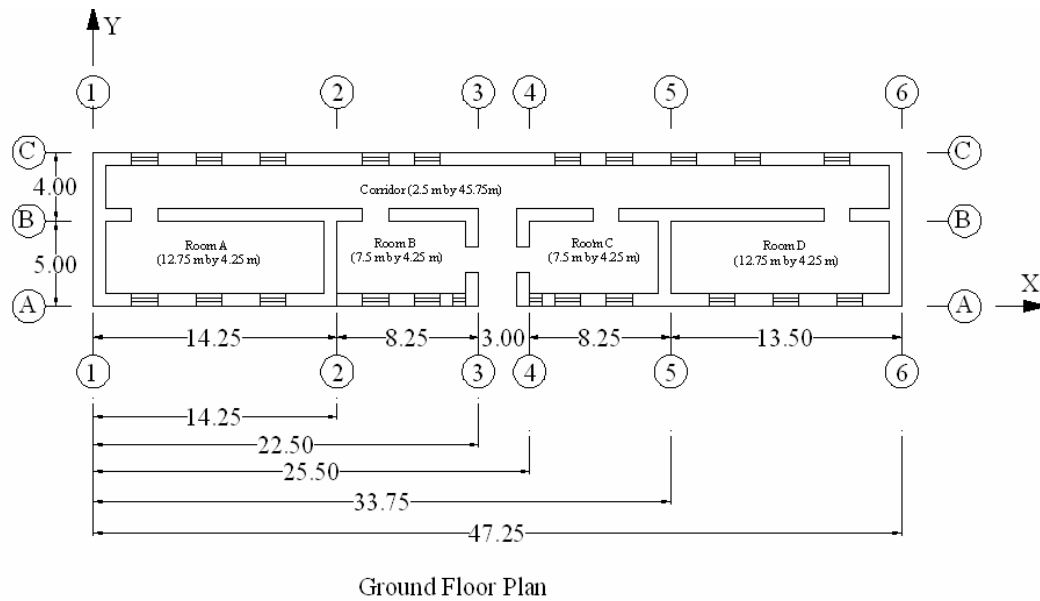 Y
1 2 3 4 5 6
C C
4.00
Corridor (2.5 m by 45.75m)
B B
Room A Room B Room C Room D
(12.75 m by 4.25 m) (7.5 m by 4.25 m) (7.5 m by 4.25 m) (12.75 m by 4.25 m)
5.00
X
A A
14.25 8.25 3.00 8.25 13.50
1 2 3 4 5 6
14.25
22.50
25.50
33.75
47.25
Ground Floor Plan